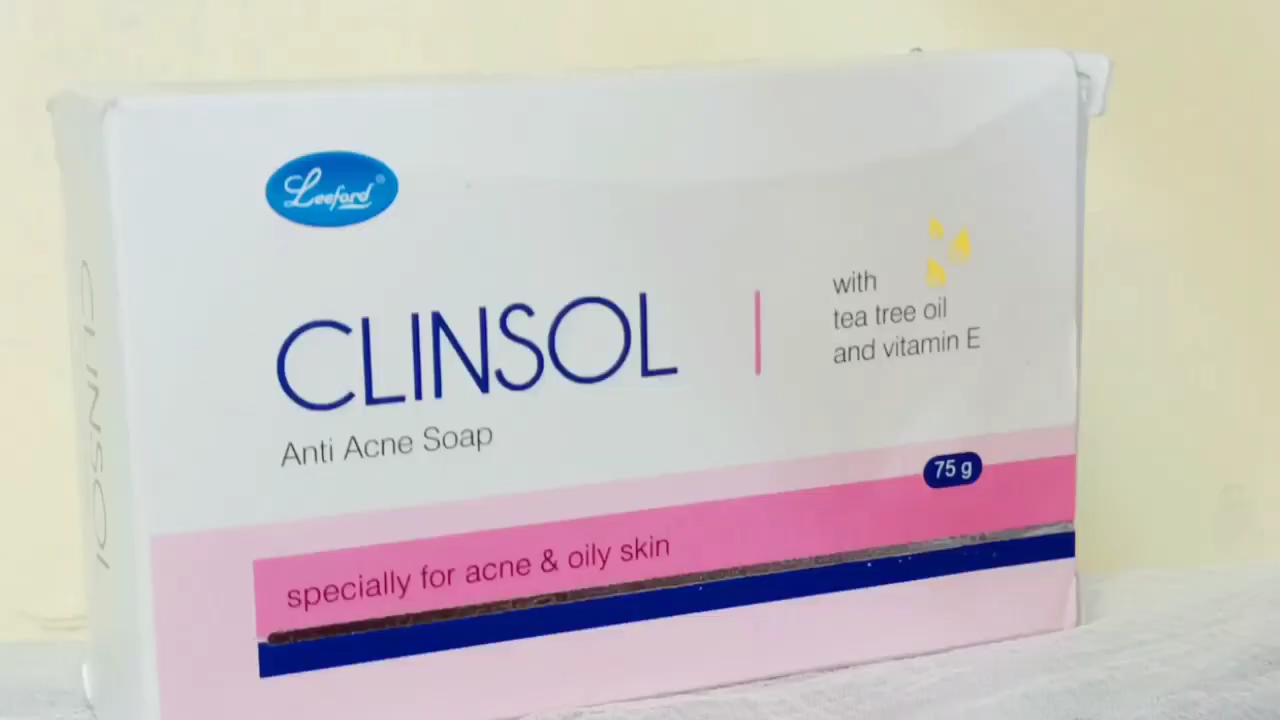 Leeford®
CLINSOL
Anti Acne Soap
with
tea tree oil
and vitamin E
75 g
specially for acne & oily skin
CLINSOL